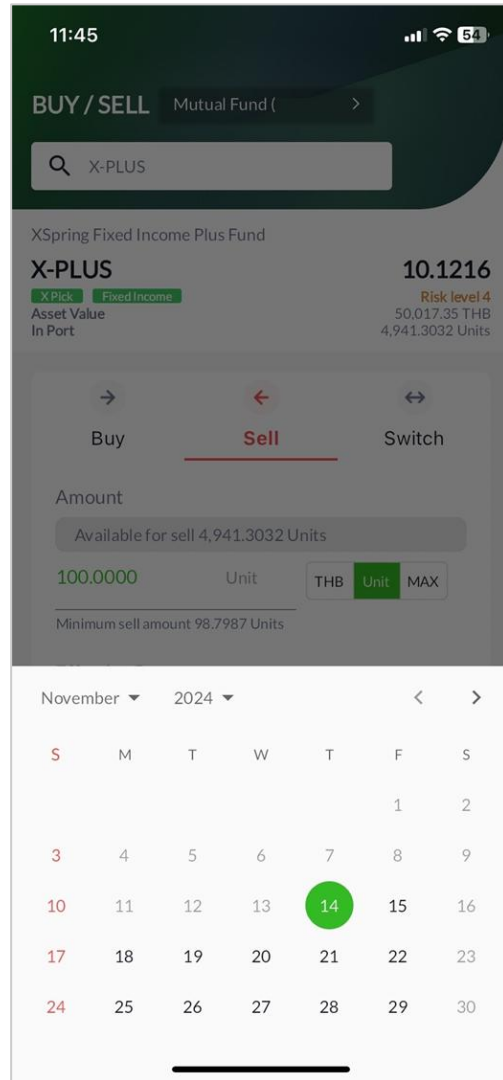 11:45 54
BUY / SELL Mutual Fund (
X-PLUS
XSpring Fixed Income Plus Fund
X-PLUS 10.1216
X Pick Fixed Income Risk level 4
Asset Value 50,017.35 THB
In Port 4,941.3032 Units
Buy Sell Switch
Amount
Available for sell 4,941.3032 Units
100.0000 Unit THB Unit MAX
Minimum sell amount 98.7987 Units
November 2024
S M T W T F S
1 2
3 4 5 6 7 8 9
10 11 12 13 14 15 16
17 18 19 20 21 22 23
24 25 26 27 28 29 30